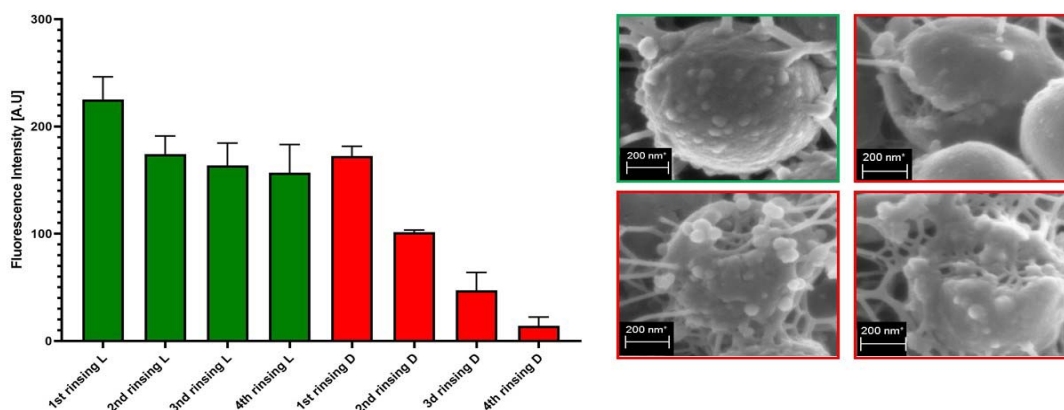 300
200
100
0
Fluorescence Intensity [A.U]
1st rinsing L
2nd rinsing L
3nd rinsing L
4th rinsing L
1st rinsing D
2nd rinsing D
3d rinsing D
4th rinsing D
200 nm*
200 nm*
200 nm*
200 nm*